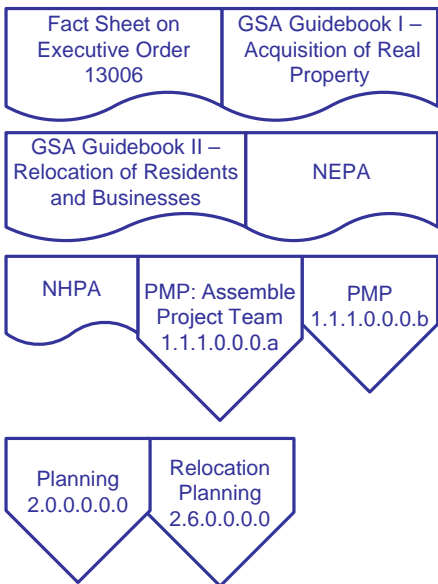 Fact Sheet on
Executive Order
13006
GSA Guidebook I –
Acquisition of Real
Property
GSA Guidebook II –
Relocation of Residents
and Businesses
NEPA
NHPA
PMP: Assemble
Project Team
1.1.1.0.0.0.a
PMP
1.1.1.0.0.0.b
Planning
2.0.0.0.0.0
Relocation
Planning
2.6.0.0.0.0